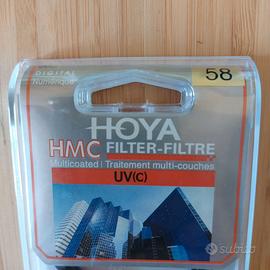 DIGITAL
Numérique
58
HOYA
HMC FILTER-FILTRE
Multicoated | Traitement multi-couches
UV(C)
subito